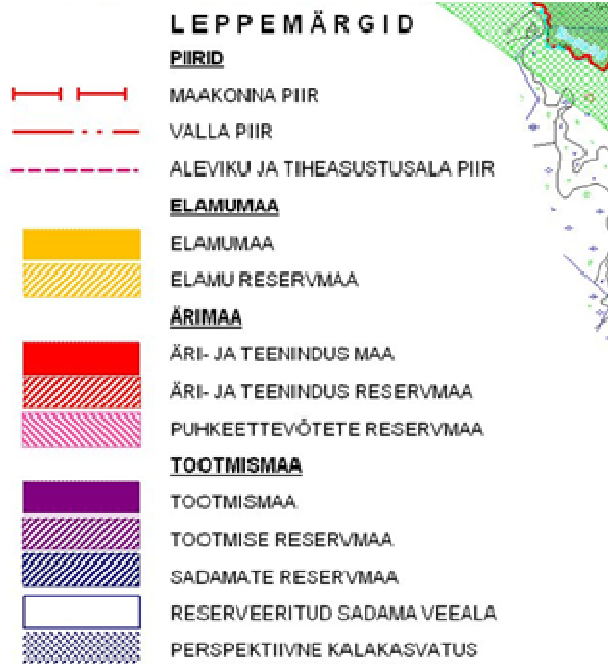 LEPPEMÄRGID
PIIRID
MAAKONNA PIIR
VALLA PIIR
ALEVIKU JA TIHEASUSTUSALA PIIR
ELAMUMAA
ELAMUMAA
ELAMU RESERVMAA
ÄRIMAA
ÄRI- JA TEENINDUS MAA
ÄRI- JA TEENINDUS RESERVMAA
PUHKEETTEVÕTETE RESERVMAA
TOOTMISMAA
TOOTMISMAA
TOOTMISE RESERVMAA
SADAMATE RESERVMAA
RESERVEERITUD SADAMA VEEALA
PERSPEKTIIVNE KALAKASVATUS